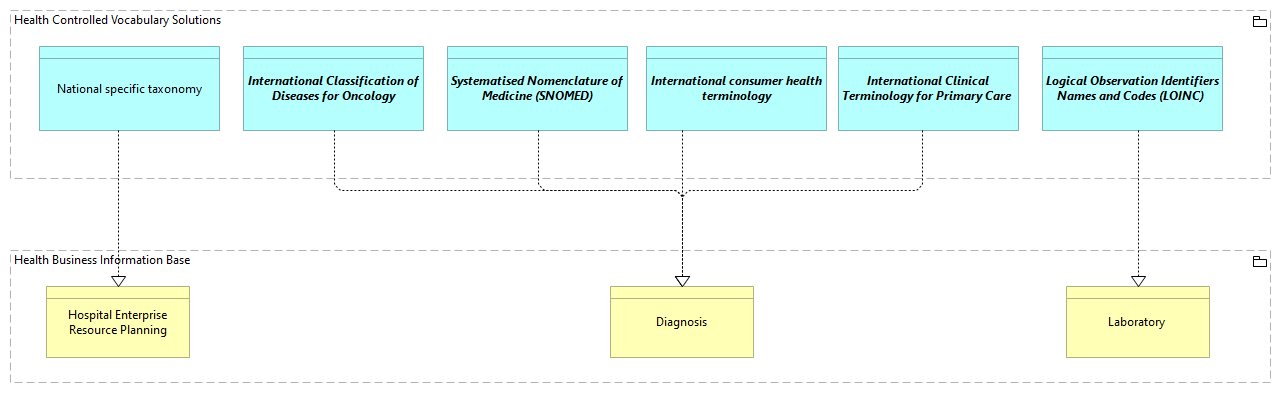 Health Controlled Vocabulary Solutions
National specific taxonomy
International Classification of
Diseases for Oncology
Systematised Nomenclature of
Medicine (SNOMED)
International consumer health
terminology
International Clinical
Terminology for Primary Care
Logical Observation Identifiers
Names and Codes (LOINC)
Health Business Information Base
Hospital Enterprise
Resource Planning
Diagnosis
Laboratory